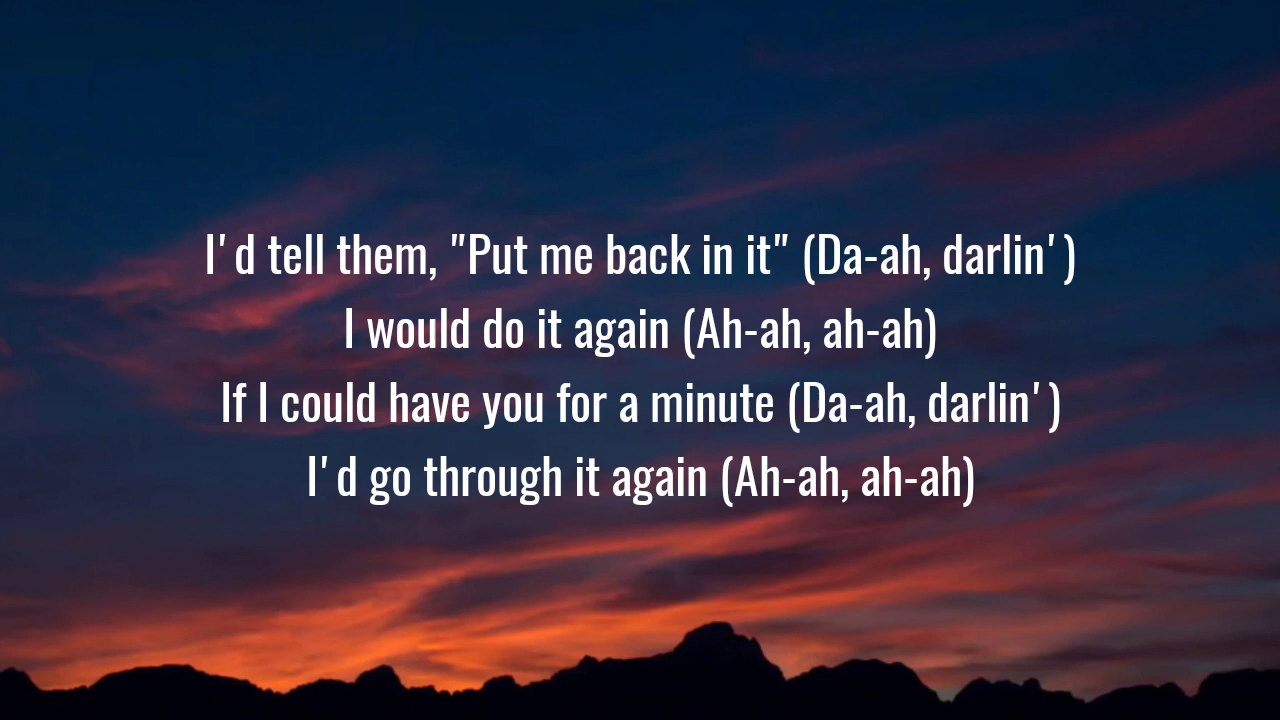 I'd tell them, "Put me back in it" (Da-ah, darlin')
I would do it again (Ah-ah, ah-ah)
If I could have you for a minute (Da-ah, darlin')
I'd go through it again (Ah-ah, ah-ah)